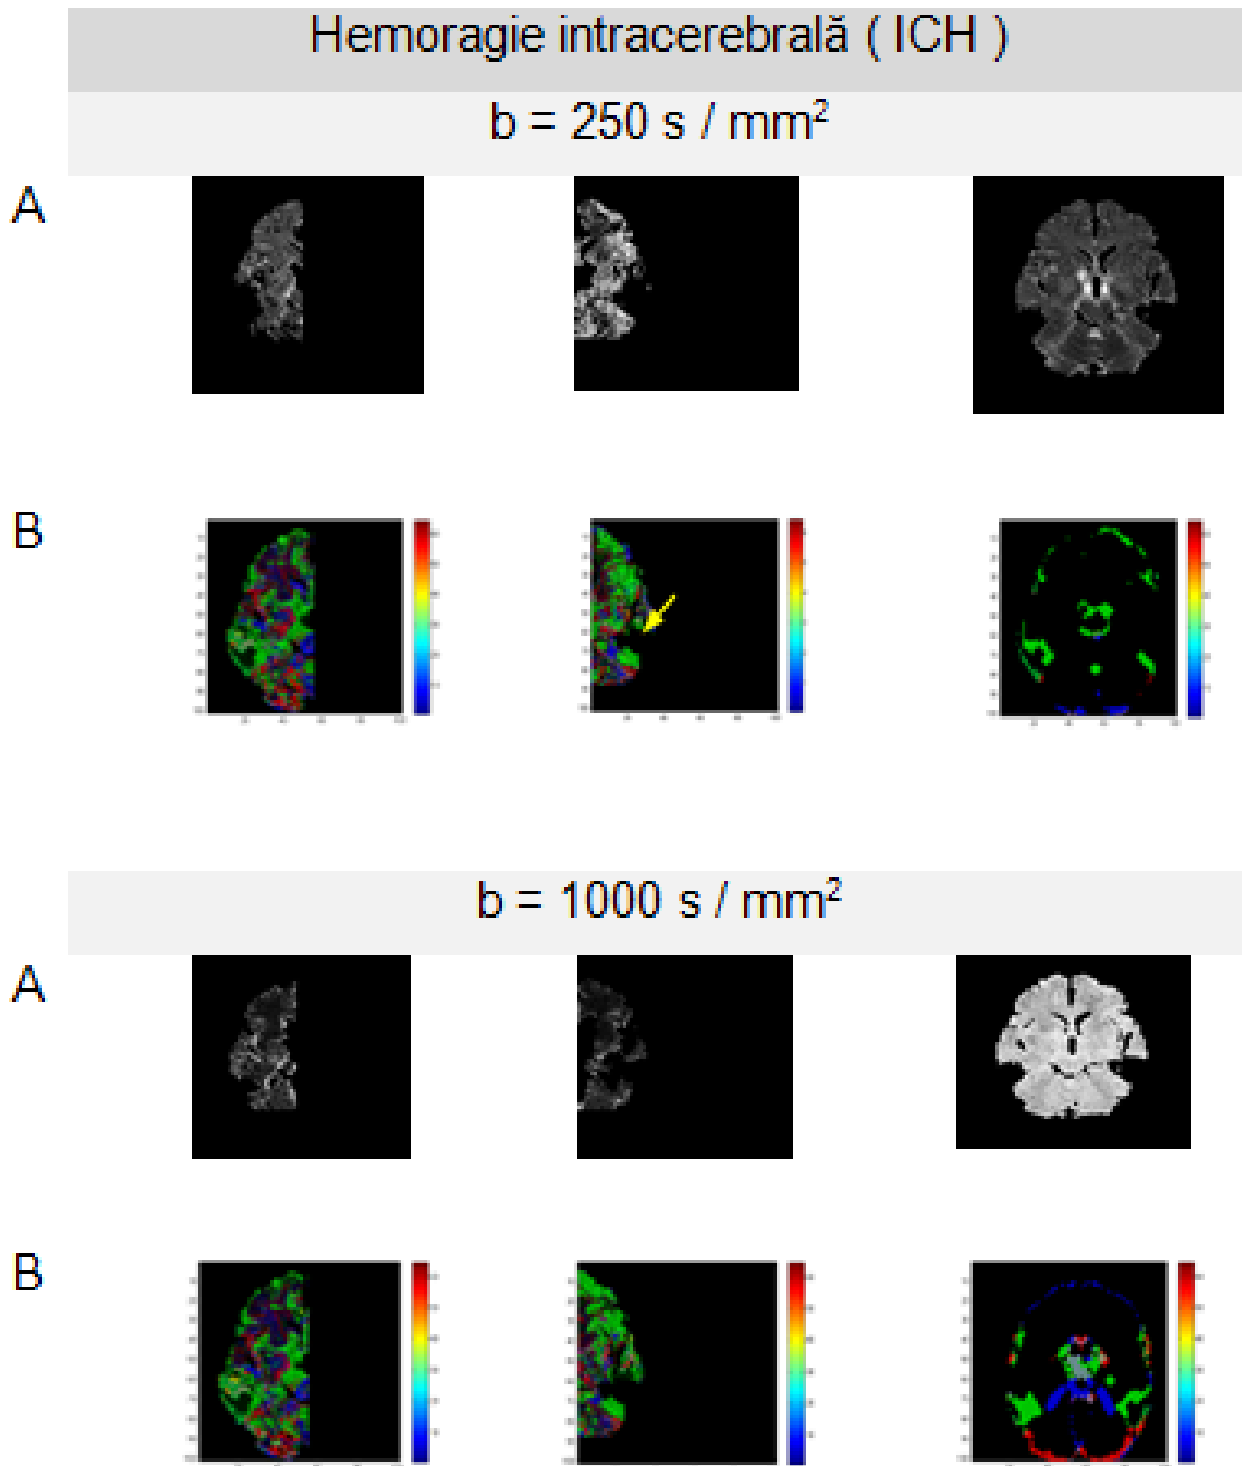 Hemoragie intracerebrală ( ICH )
b = 250 s / mm²
A
B
b = 1000 s / mm²
A
B